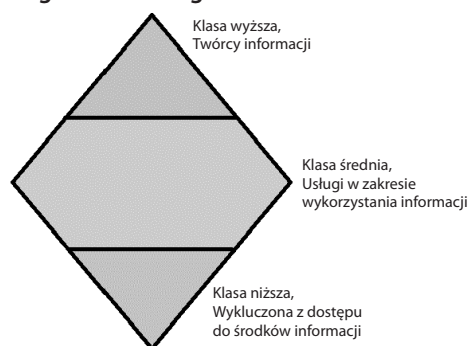 Klasa wyższa,
Twórcy informacji
Klasa średnia,
Usługi w zakresie
wykorzystania informacji
Klasa niższa,
Wykluczona z dostępu
do środków informacji